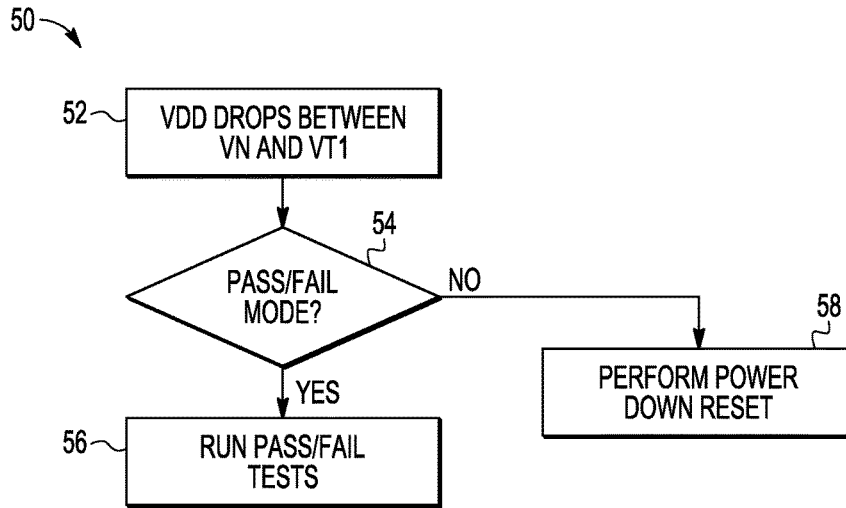 50
52
VDD DROPS BETWEEN
VN AND VT1
54
PASS/FAIL
MODE?
NO
58
PERFORM POWER
DOWN RESET
YES
56
RUN PASS/FAIL
TESTS